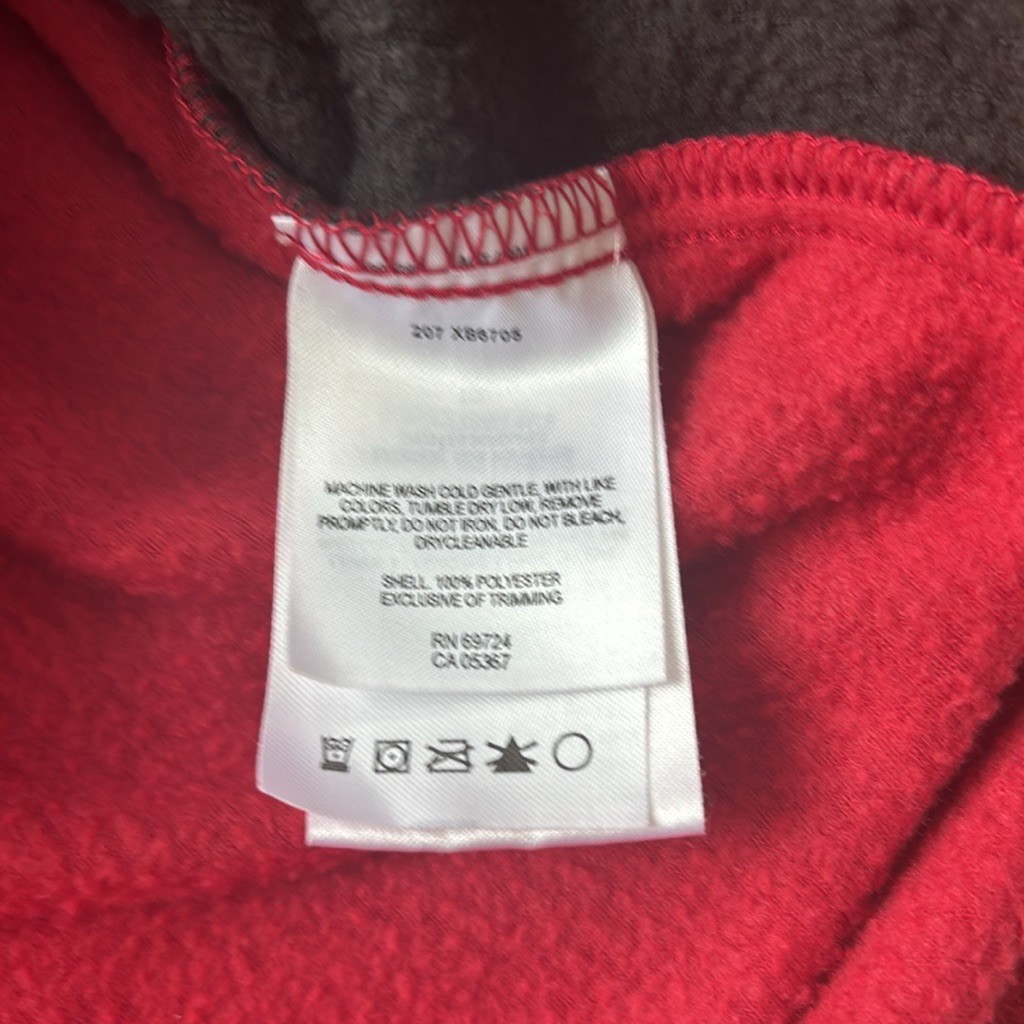 207 XB6705
MACHINE WASH COLD GENTLE, WITH LIKE
COLORS, TUMBLE DRY LOW, REMOVE
PROMPTLY, DO NOT IRON, DO NOT BLEACH,
DRYCLEANABLE
SHELL. 100% POLYESTER
EXCLUSIVE OF TRIMMING
RN 69724
CA 05367